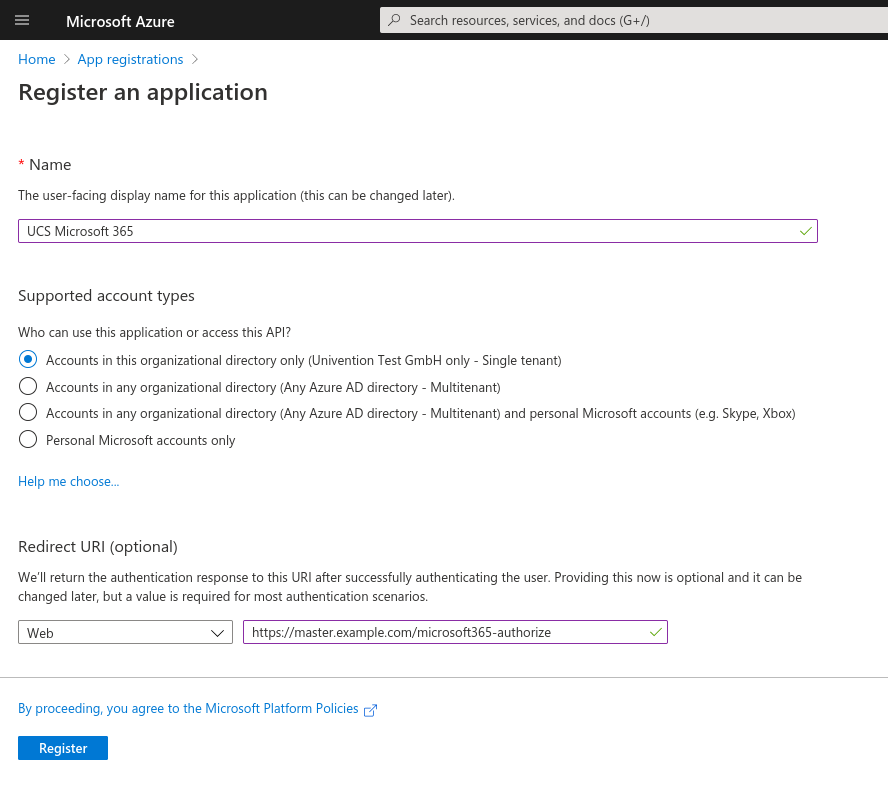 Microsoft Azure
Search resources, services, and docs (G+/)
Home > App registrations >
Register an application
* Name
The user-facing display name for this application (this can be changed later).
UCS Microsoft 365
Supported account types
Who can use this application or access this API?
Accounts in this organizational directory only (Univention Test GmbH only - Single tenant)
Accounts in any organizational directory (Any Azure AD directory - Multitenant)
Accounts in any organizational directory (Any Azure AD directory - Multitenant) and personal Microsoft accounts (e.g. Skype, Xbox)
Personal Microsoft accounts only
Help me choose...
Redirect URI (optional)
We'll return the authentication response to this URI after successfully authenticating the user. Providing this now is optional and it can be
changed later, but a value is required for most authentication scenarios.
Web
https://master.example.com/microsoft365-authorize
By proceeding, you agree to the Microsoft Platform Policies
Register